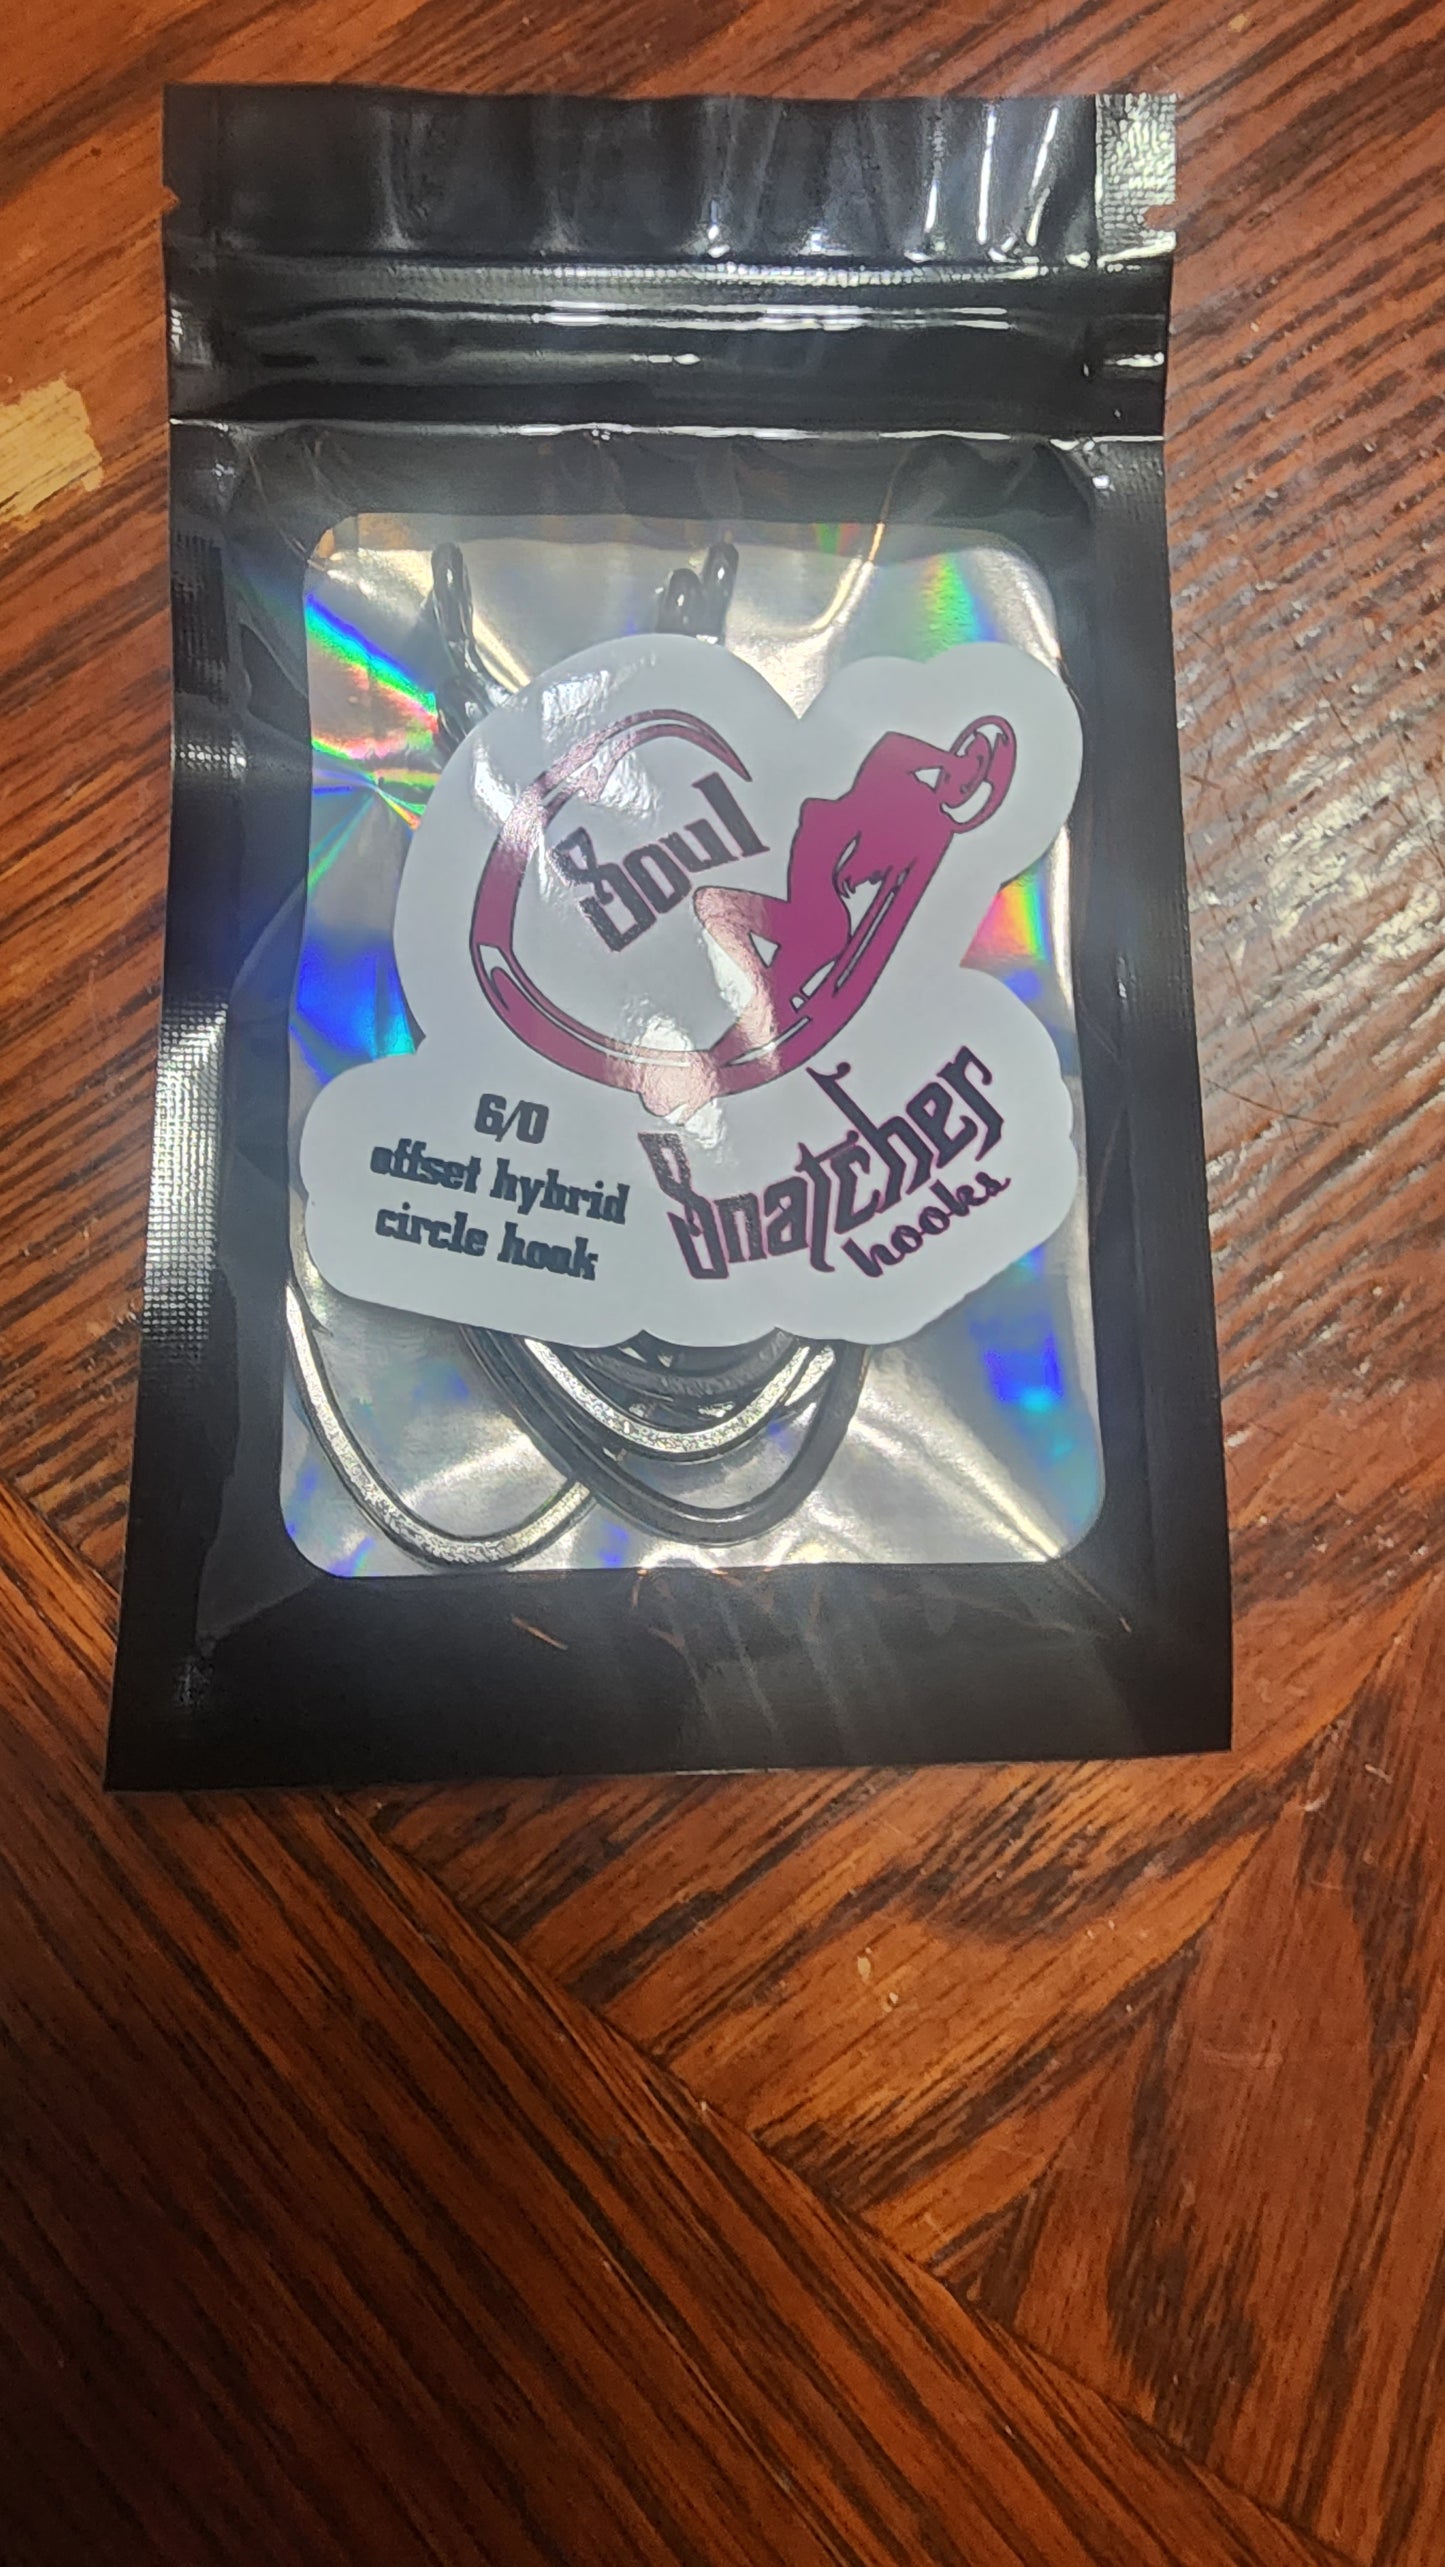 Soul
6/0
offset hybrid
circle hook
Snatcher
hooks